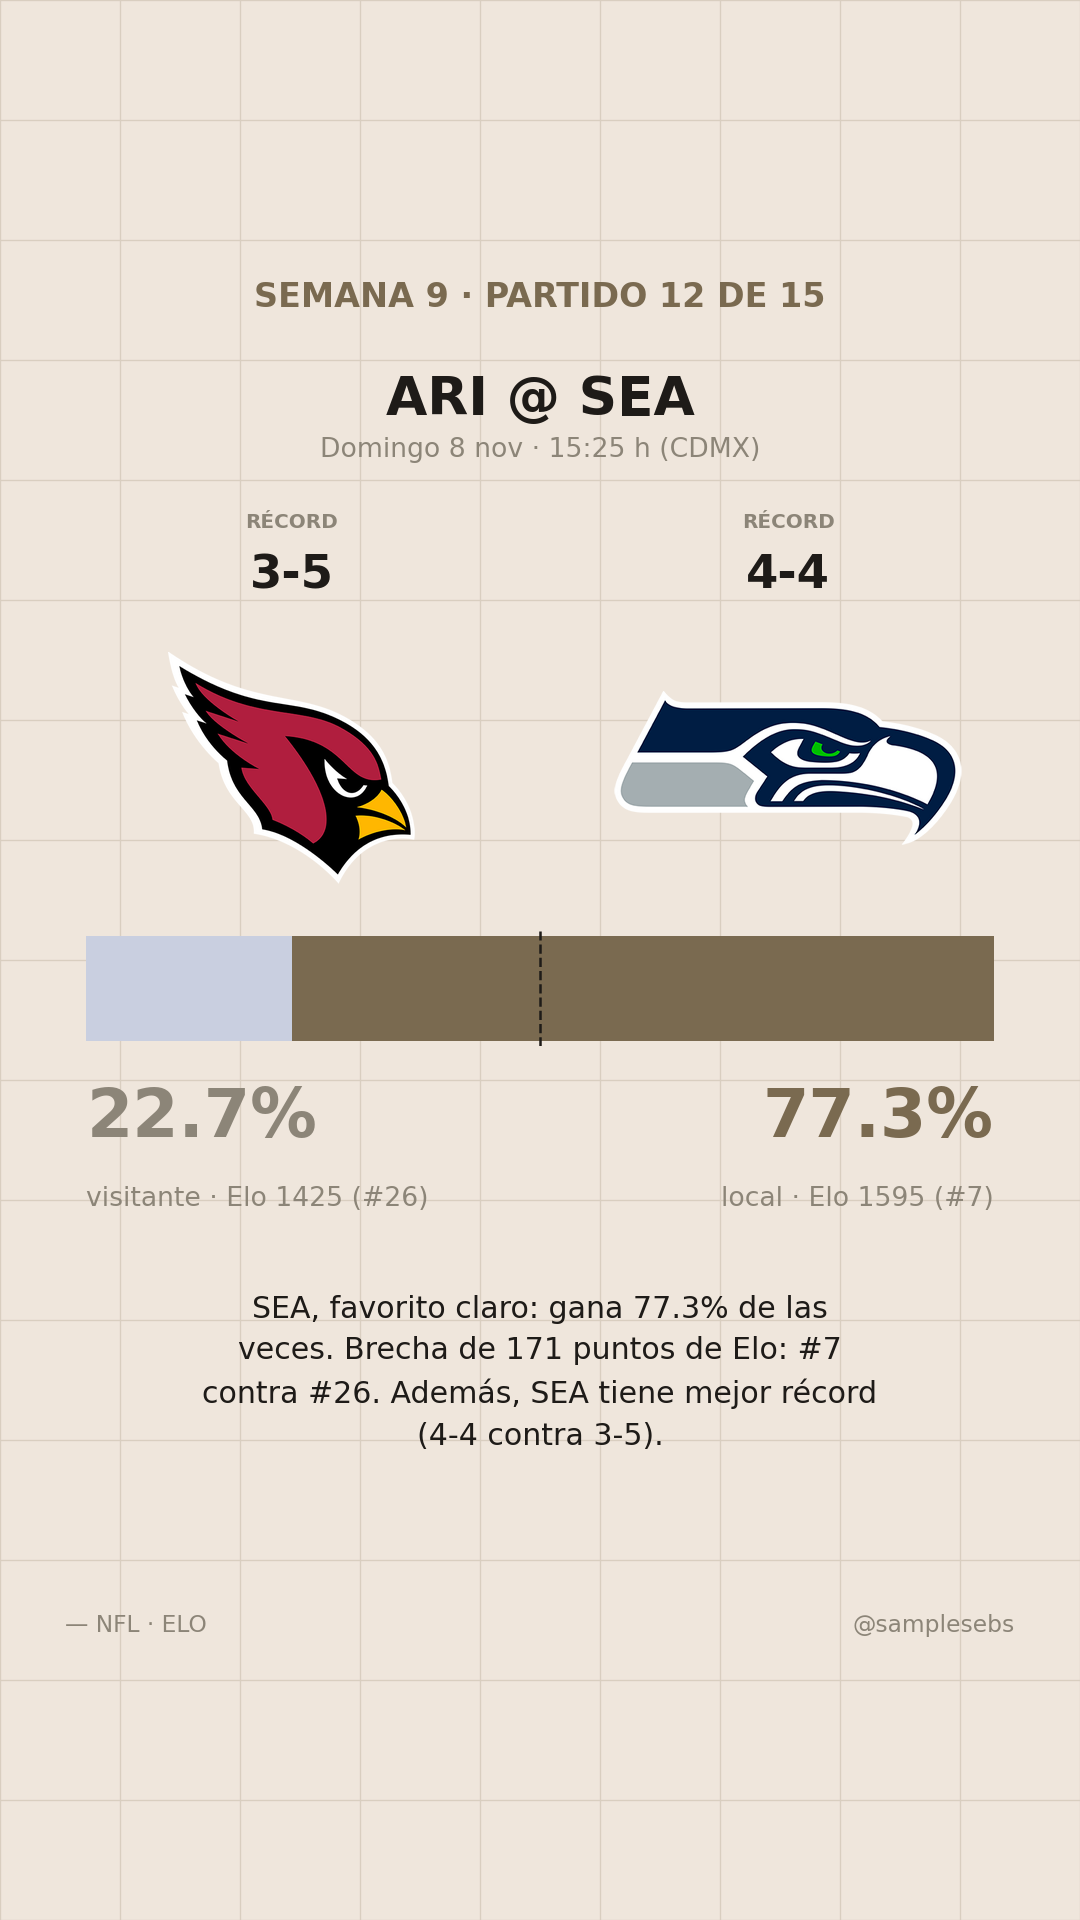 SEMANA 9 · PARTIDO 12 DE 15
ARI @ SEA
Domingo 8 nov · 15:25 h (CDMX)
RÉCORD
3-5
RÉCORD
4-4
22.7%
77.3%
visitante · Elo 1425 (#26)
local · Elo 1595 (#7)
SEA, favorito claro: gana 77.3% de las
veces. Brecha de 171 puntos de Elo: #7
contra #26. Además, SEA tiene mejor récord
(4-4 contra 3-5).
— NFL · ELO
@samplesebs